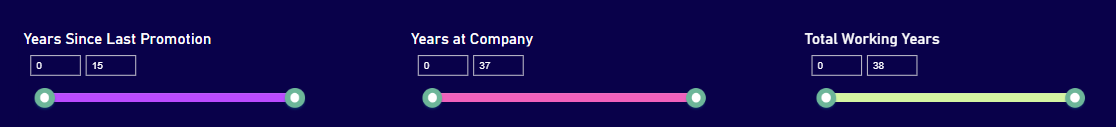 Years Since Last Promotion
0 15
Years at Company
0 37
Total Working Years
0 38